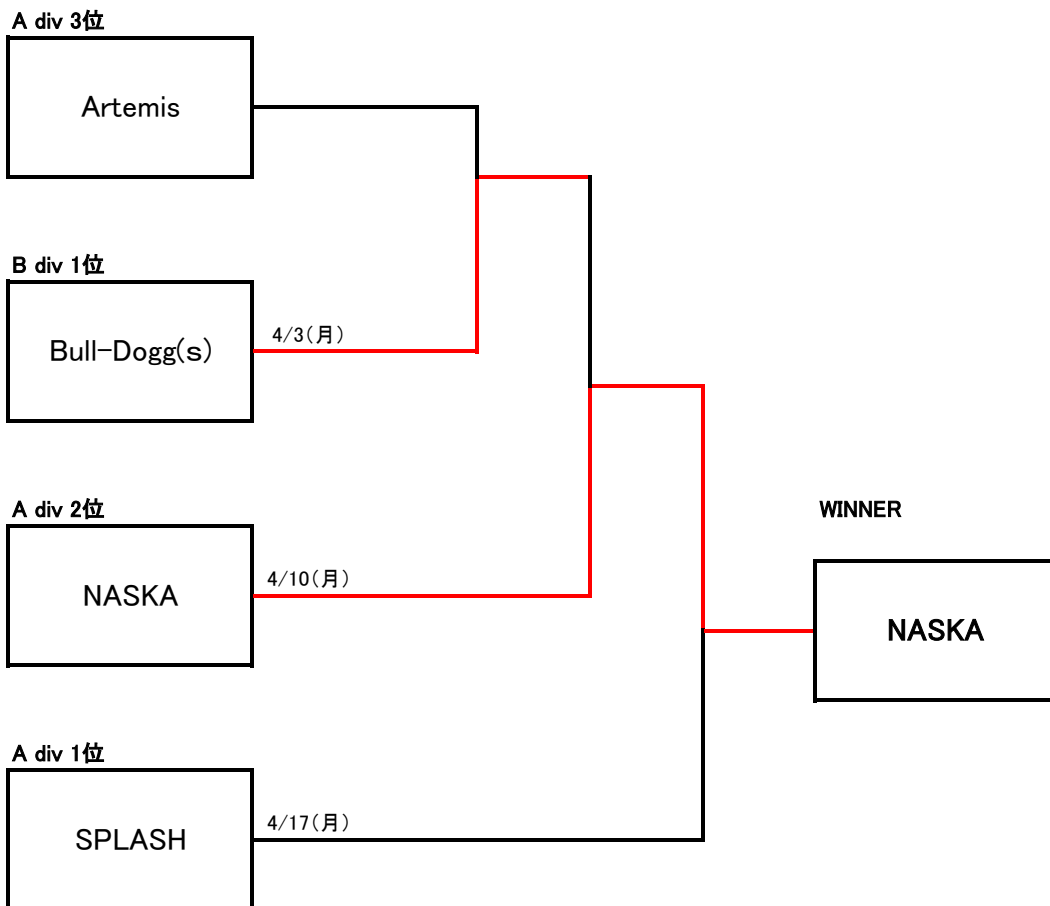 A div 3位
Artemis
B div 1位
Bull-Dogg(s)
4/3(月)
A div 2位
NASKA
4/10(月)
WINNER
NASKA
A div 1位
SPLASH
4/17(月)